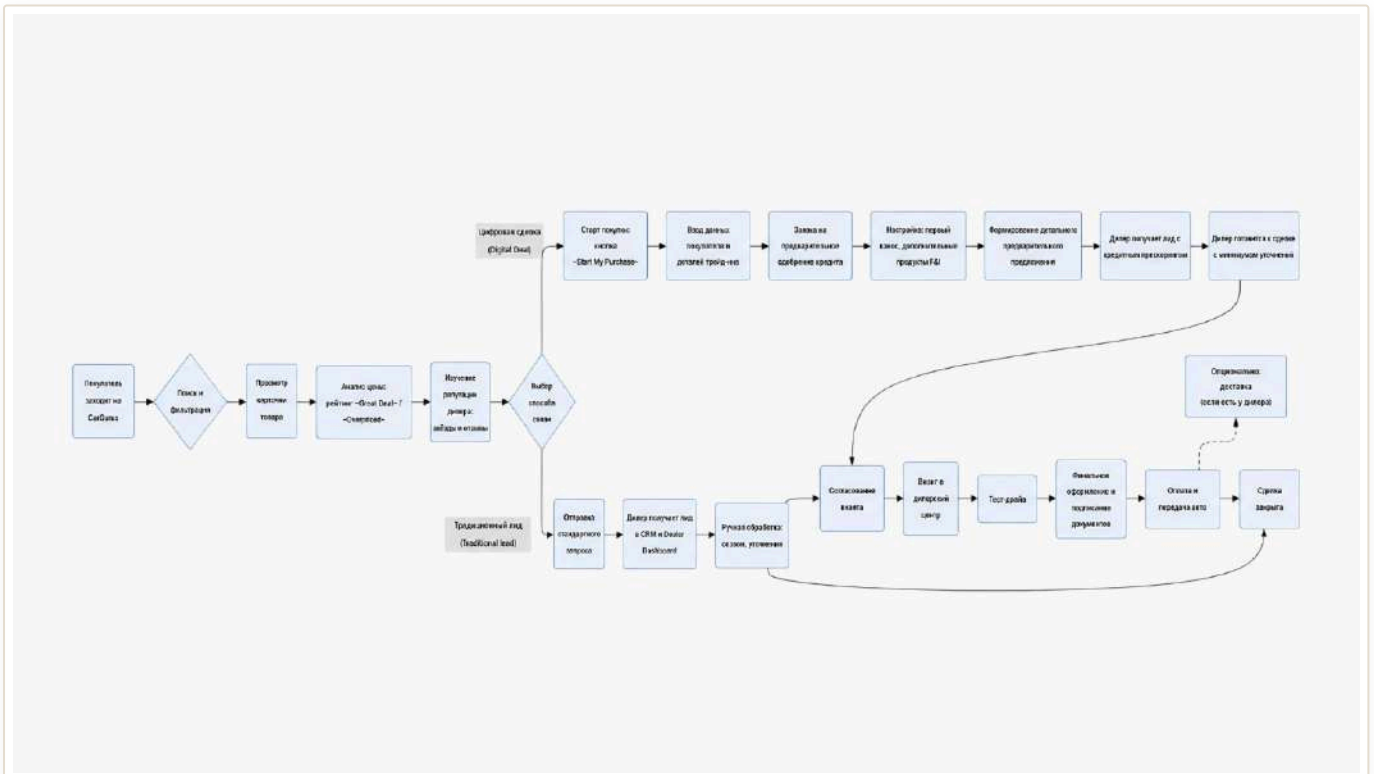 Цифровая сделка
(Digital Deal)
Старт покупки:
кнопка
«Start My Purchase»
Ввод данных
покупателя и
деталей трейд-ина
Заявка на
предварительное
одобрение кредита
Настройка: первый
взнос, дополнительные
продукты F&I
Формирование детального
предварительного
предложения
Дилер получает лид с
кредитным прескорингом
Дилер готовится к сделке
с минимумом уточнений
Покупатель
заходит на
CarGurus
Поиск и
фильтрация
Просмотр
карточки
товара
Анализ цены:
рейтинг «Great Deal» /
«Overpriced»
Изучение
репутации
дилера:
звёзды и отзывы
Выбор
способа
связи
Опционально:
доставка
(если есть у дилера)
Традиционный лид
(Traditional lead)
Отправка
стандартного
запроса
Дилер получает лид
в CRM и Dealer
Dashboard
Ручная обработка:
созвон, уточнения
Согласование
визита
Визит в
дилерский
центр
Тест-драйв
Финальное
оформление и
подписание
документов
Оплата и
передача авто
Сделка
закрыта